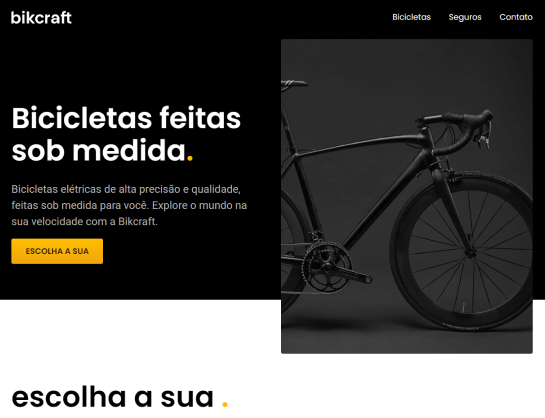 bikcraft
Bicicletas
Seguros
Contato
Bicicletas feitas
sob medida.
Bicicletas elétricas de alta precisão e qualidade,
feitas sob medida para você. Explore o mundo na
sua velocidade com a Bikcraft.
ESCOLHA A SUA
escolha a sua .